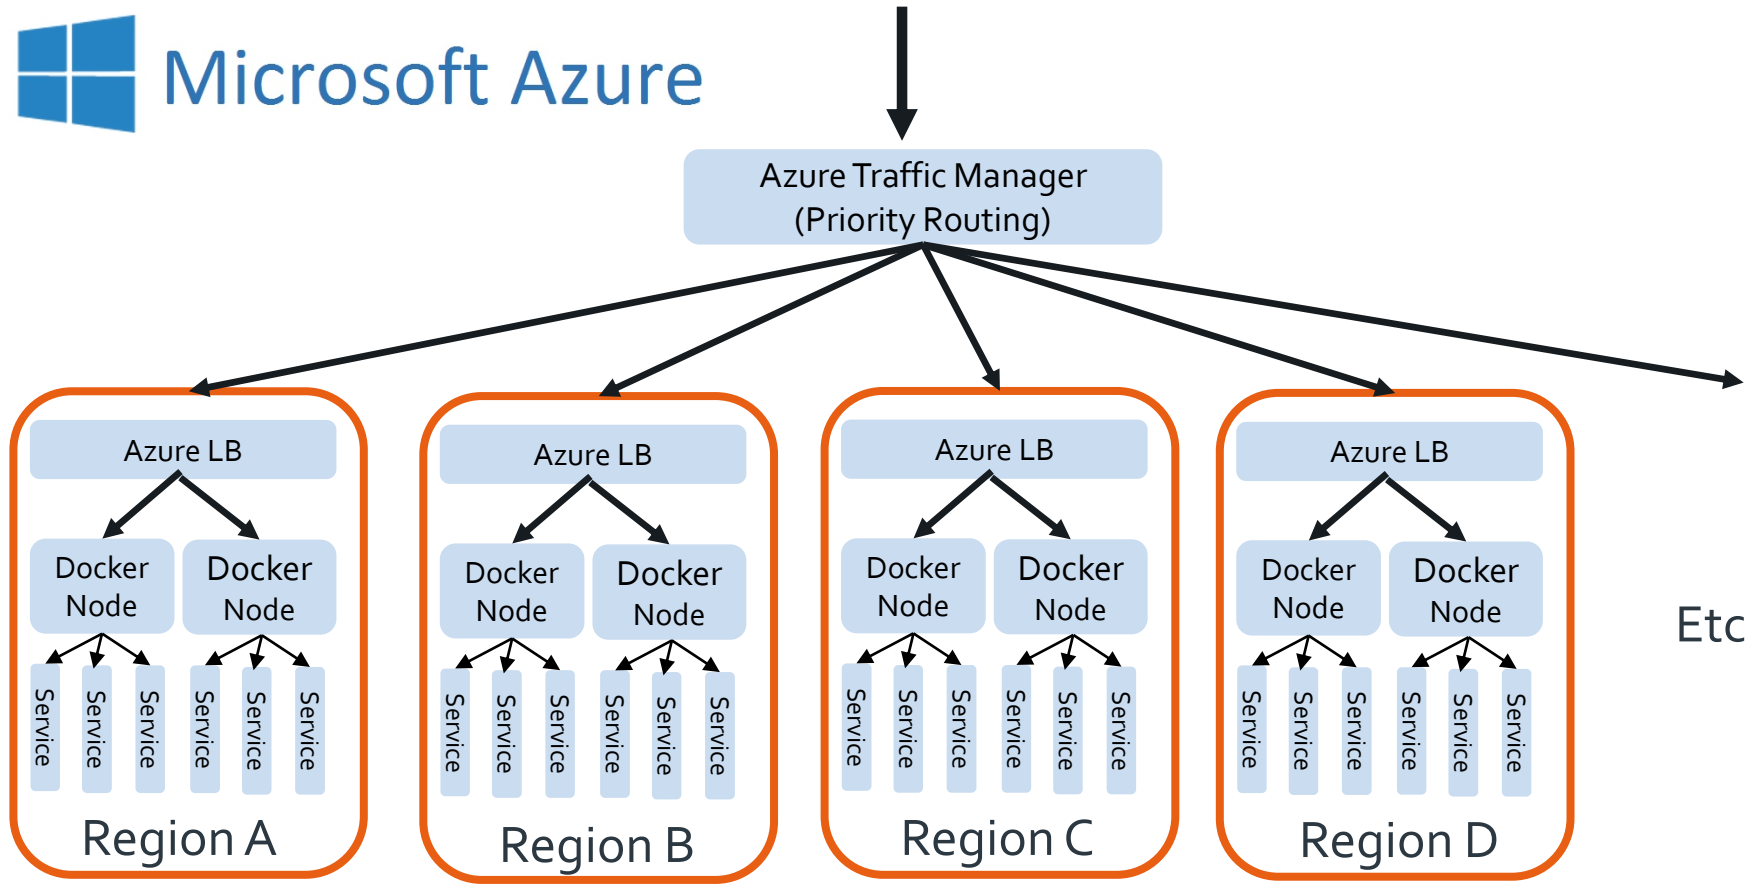 Microsoft Azure
Azure Traffic Manager
(Priority Routing)
Azure LB
Docker
Node
Docker
Node
Service
Service
Service
Service
Service
Service
Region A
Azure LB
Docker
Node
Docker
Node
Service
Service
Service
Service
Service
Service
Region B
Azure LB
Docker
Node
Docker
Node
Service
Service
Service
Service
Service
Service
Region C
Azure LB
Docker
Node
Docker
Node
Service
Service
Service
Service
Service
Service
Region D
Etc